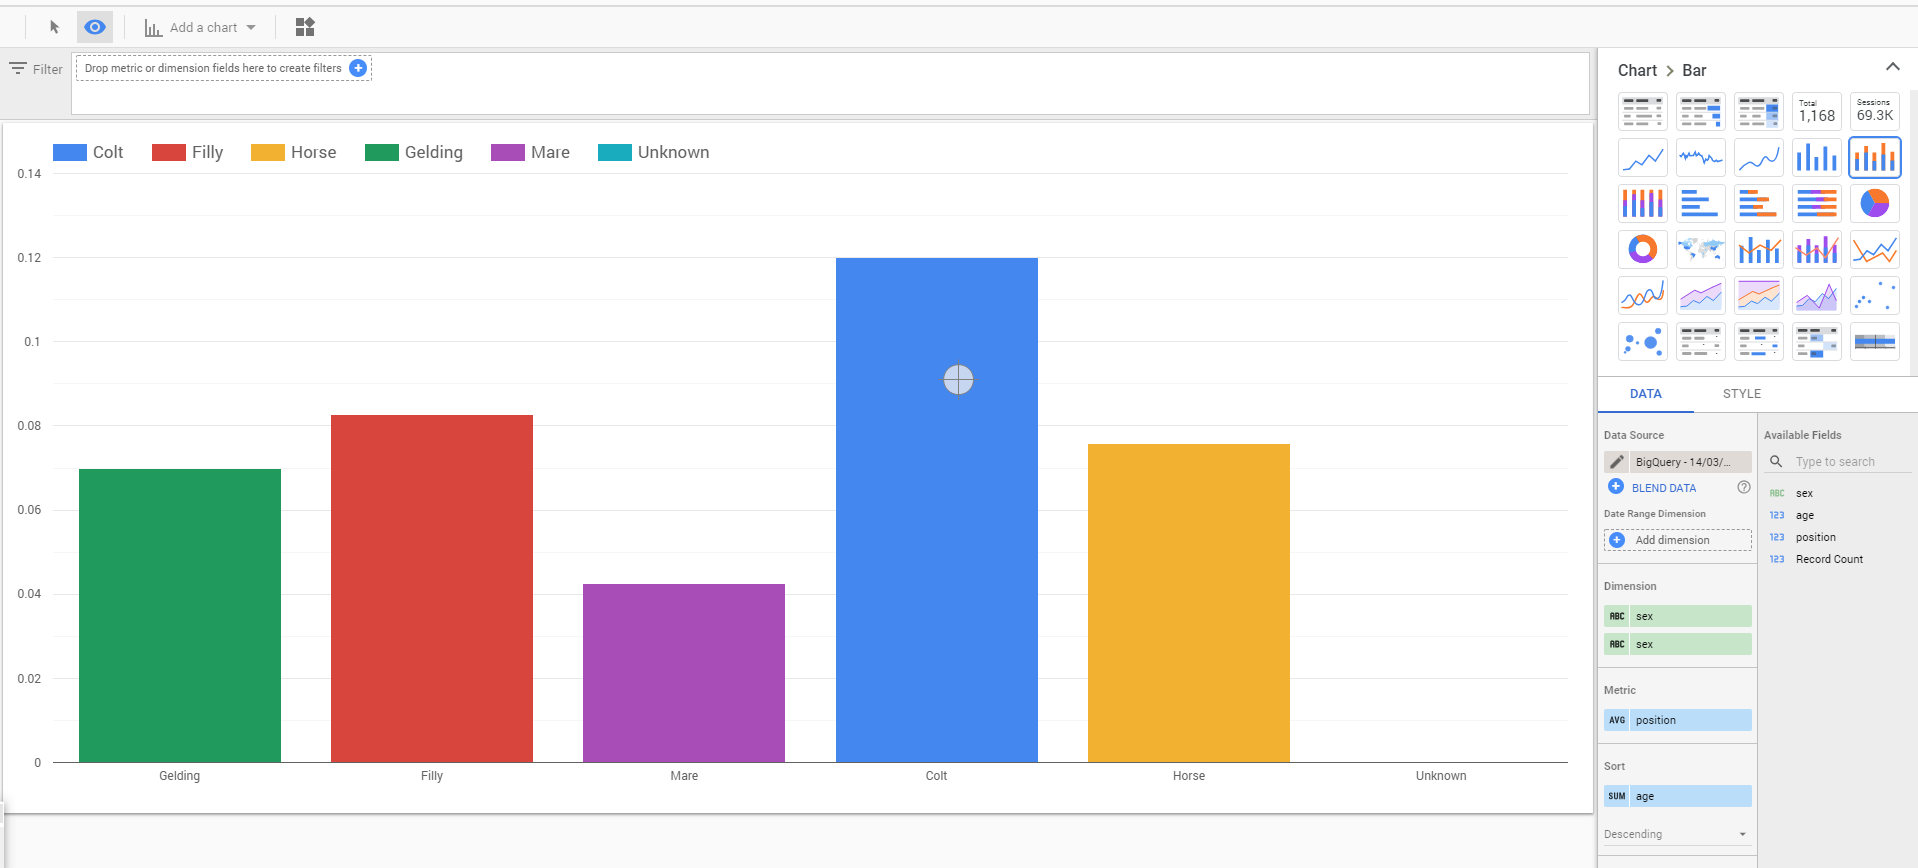 Add a chart
Filter
Drop metric or dimension fields here to create filters
Colt Filly Horse Gelding Mare Unknown
0.14
0.12
0.1
0.08
0.06
0.04
0.02
0
Gelding Filly Mare Colt Horse Unknown
Chart > Bar
Total
1,168
Sessions
69.3K
DATA STYLE
Data Source
BigQuery - 14/03/...
BLEND DATA
Date Range Dimension
Add dimension
Dimension
ABC sex
ABC sex
Metric
AVG position
Sort
SUM age
Descending
Available Fields
Type to search
ABC sex
123 age
123 position
123 Record Count